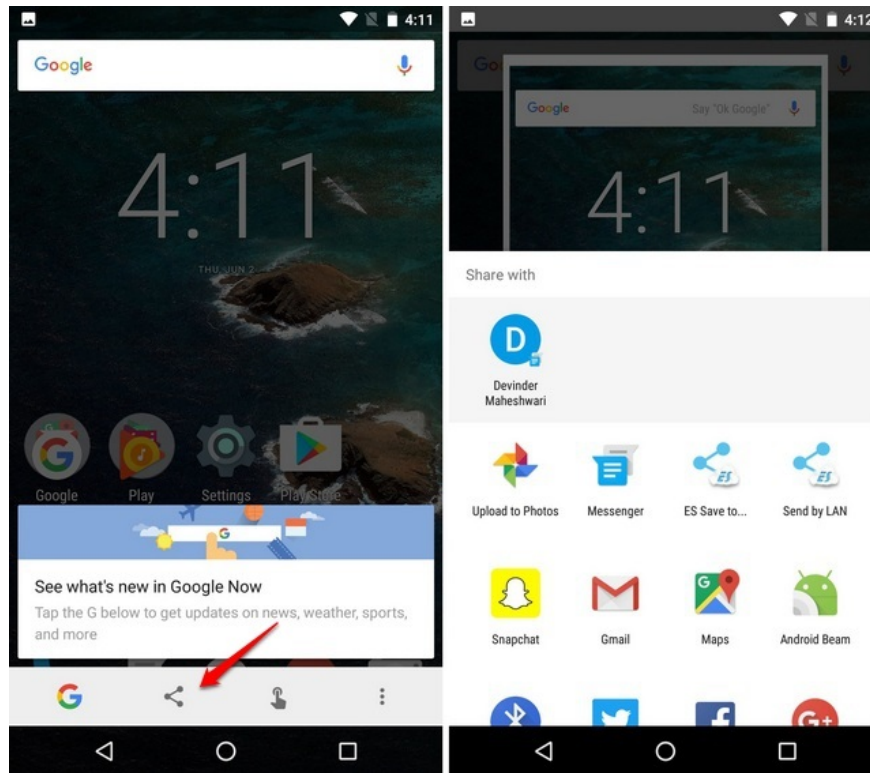 4:11
Google
4:11
THU, JUN 2
Google Play Settings Play Store
G
See what's new in Google Now
Tap the G below to get updates on news, weather, sports,
and more
G
4:12
Goo
Google Say "Ok Google"
4:11
Share with
D
Devinder
Maheshwari
ES ES
Upload to Photos Messenger ES Save to... Send by LAN
G
Snapchat Gmail Maps Android Beam
G+